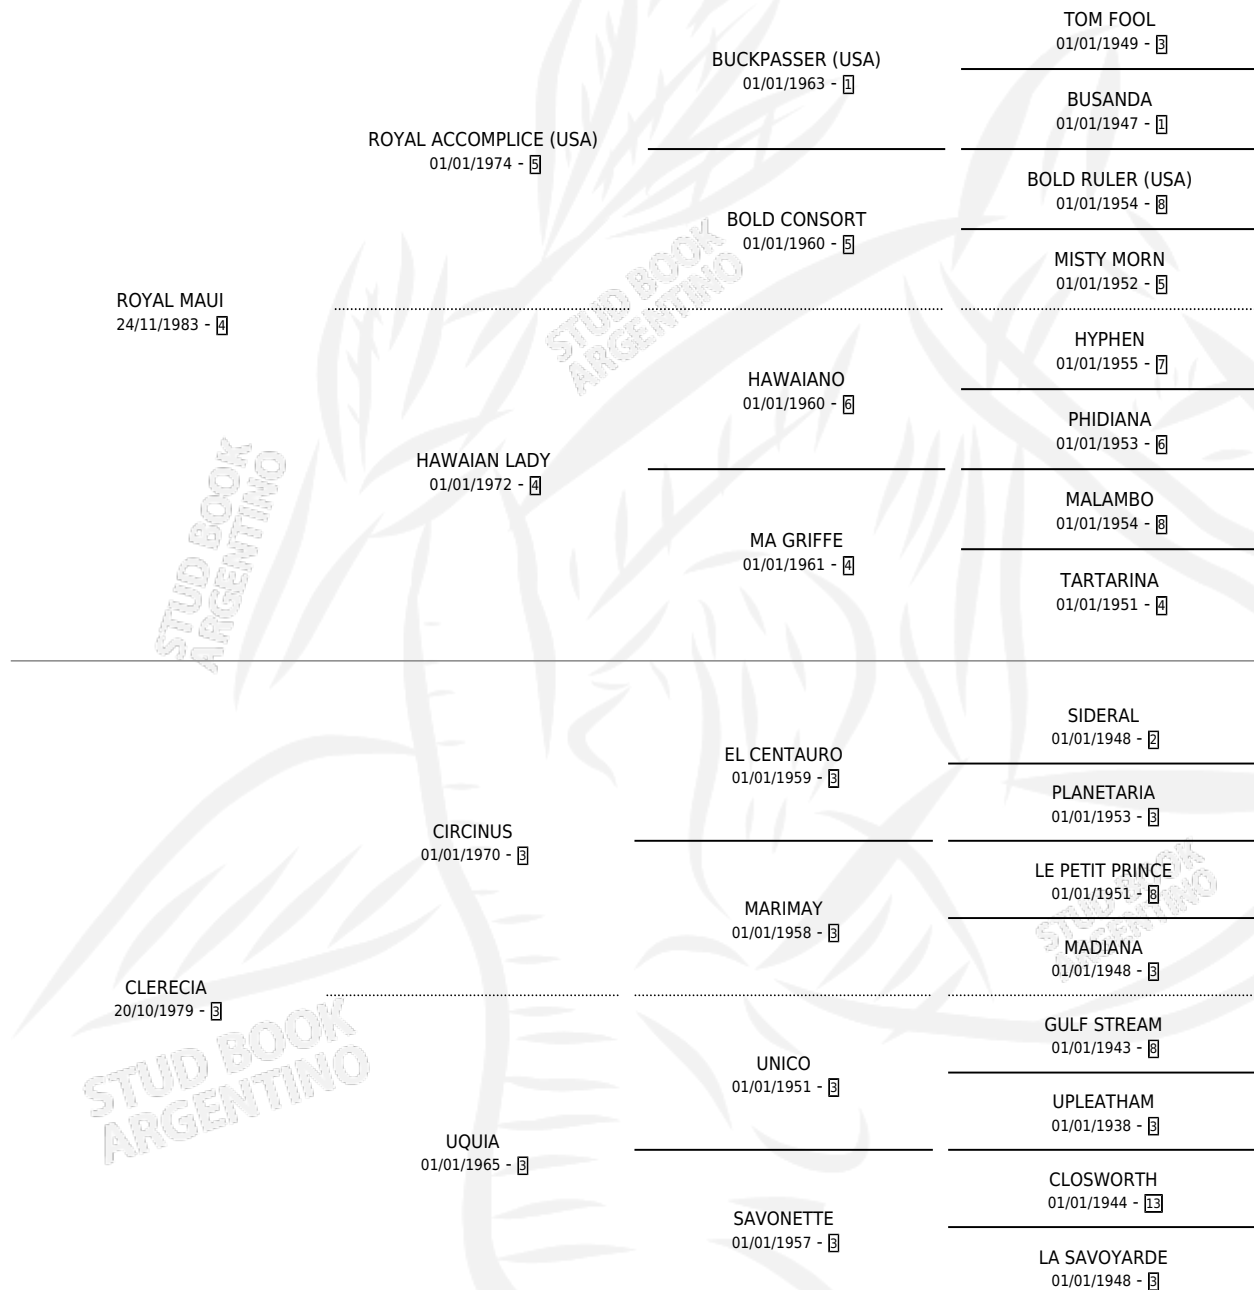 TOM FOOL
01/01/1949 - 3
BUCKPASSER (USA)
01/01/1963 - 1
BUSANDA
01/01/1947 - 1
ROYAL ACCOMPLICE (USA)
01/01/1974 - 5
BOLD RULER (USA)
01/01/1954 - 8
BOLD CONSORT
01/01/1960 - 5
MISTY MORN
01/01/1952 - 5
ROYAL MAUI
24/11/1983 - 4
HYPHEN
01/01/1955 - 7
HAWAIANO
01/01/1960 - 6
PHIDIANA
01/01/1953 - 6
HAWAIAN LADY
01/01/1972 - 4
MALAMBO
01/01/1954 - 8
MA GRIFFE
01/01/1961 - 4
TARTARINA
01/01/1951 - 4
SIDERAL
01/01/1948 - 2
EL CENTAURO
01/01/1959 - 3
PLANETARIA
01/01/1953 - 3
CIRCINUS
01/01/1970 - 3
LE PETIT PRINCE
01/01/1951 - 8
MARIMAY
01/01/1958 - 3
MADIANA
01/01/1948 - 3
CLERECIA
20/10/1979 - 3
GULF STREAM
01/01/1943 - 8
UNICO
01/01/1951 - 3
UPLEATHAM
01/01/1938 - 3
UQUIA
01/01/1965 - 3
CLOSWORTH
01/01/1944 - 13
SAVONETTE
01/01/1957 - 3
LA SAVOYARDE
01/01/1948 - 3
STUD BOOK
ARGENTINO
STUD BOOK
ARGENTINO
STUD BOOK
ARGENTINO
STUD BOOK
ARGENTINO